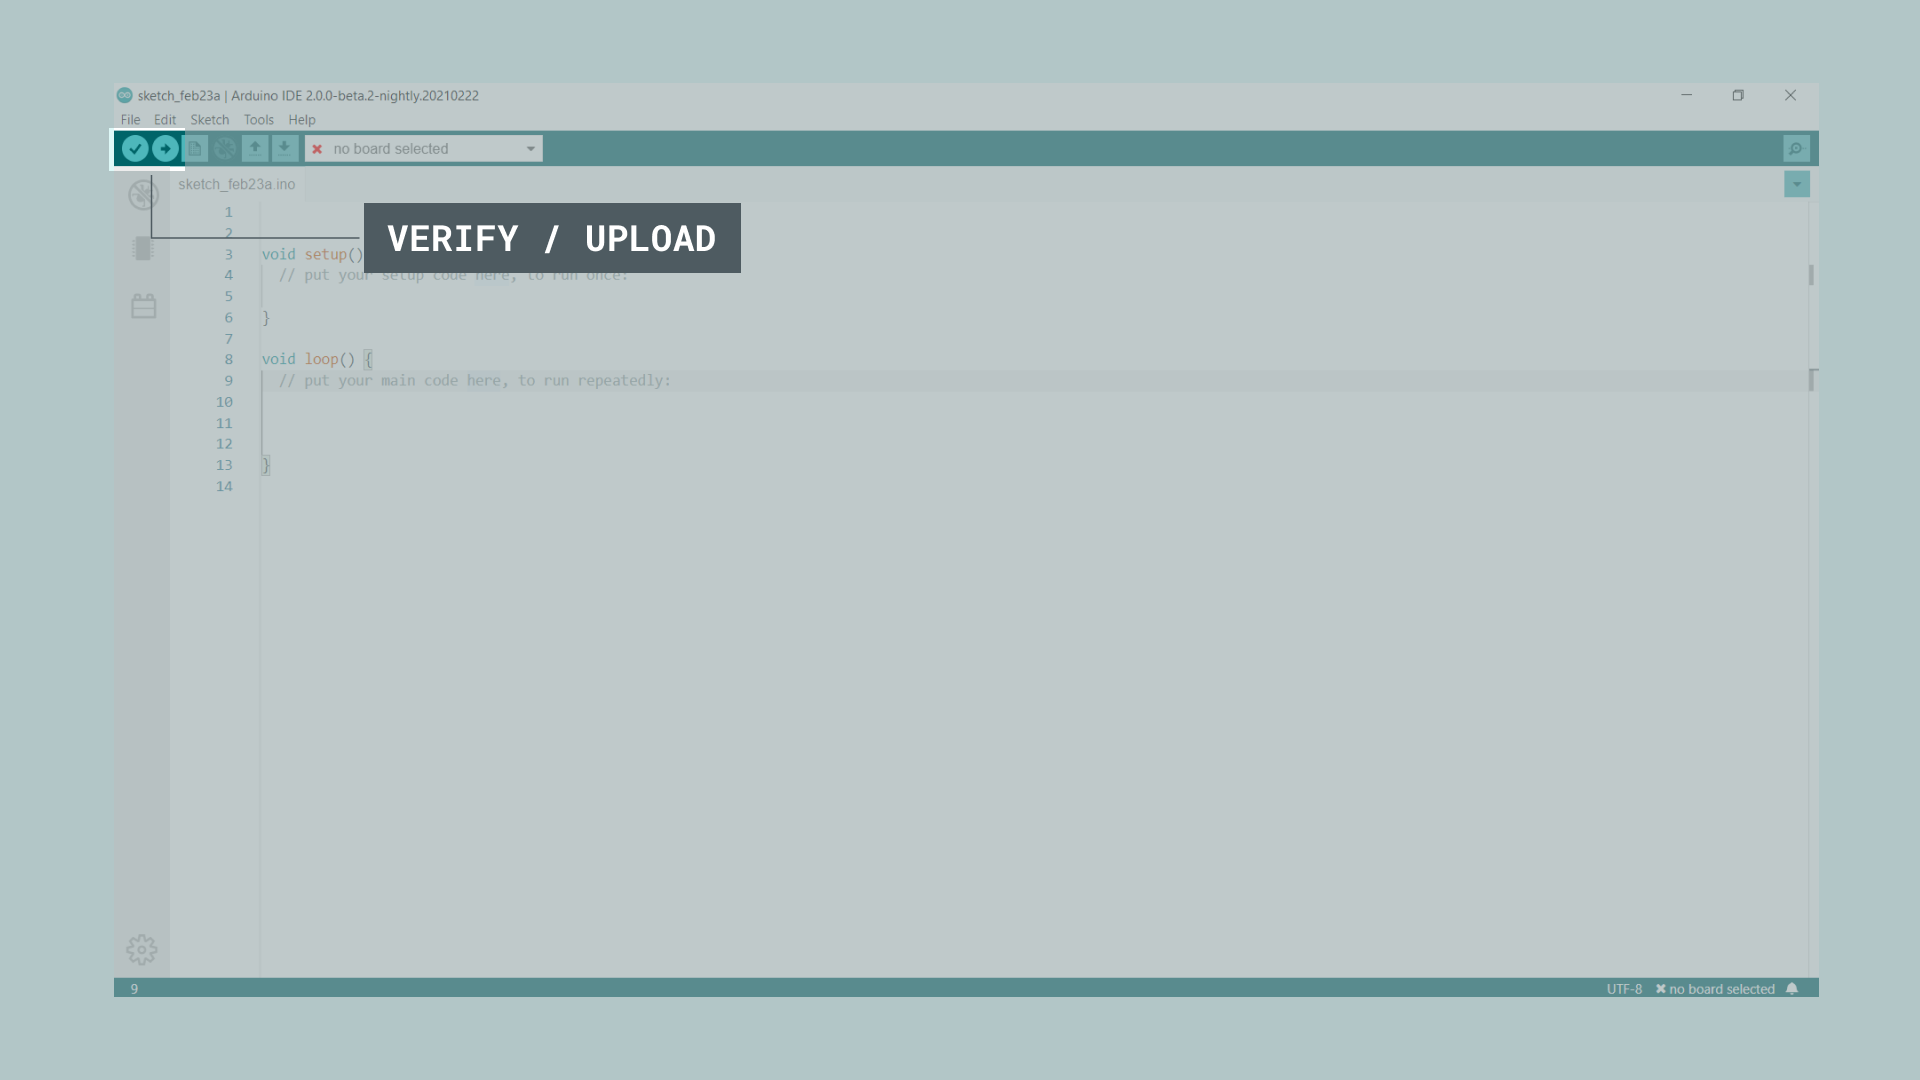 sketch_feb23a | Arduino IDE 2.0.0-beta.2-nightly.20210222
File Edit Sketch Tools Help
no board selected
sketch_feb23a.ino
1
2
VERIFY / UPLOAD
3 void setup()
4 // put your setup code here, to run once:
5
6 }
7
8 void loop() {
9 // put your main code here, to run repeatedly:
10
11
12
13 }
14
9 UTF-8 no board selected